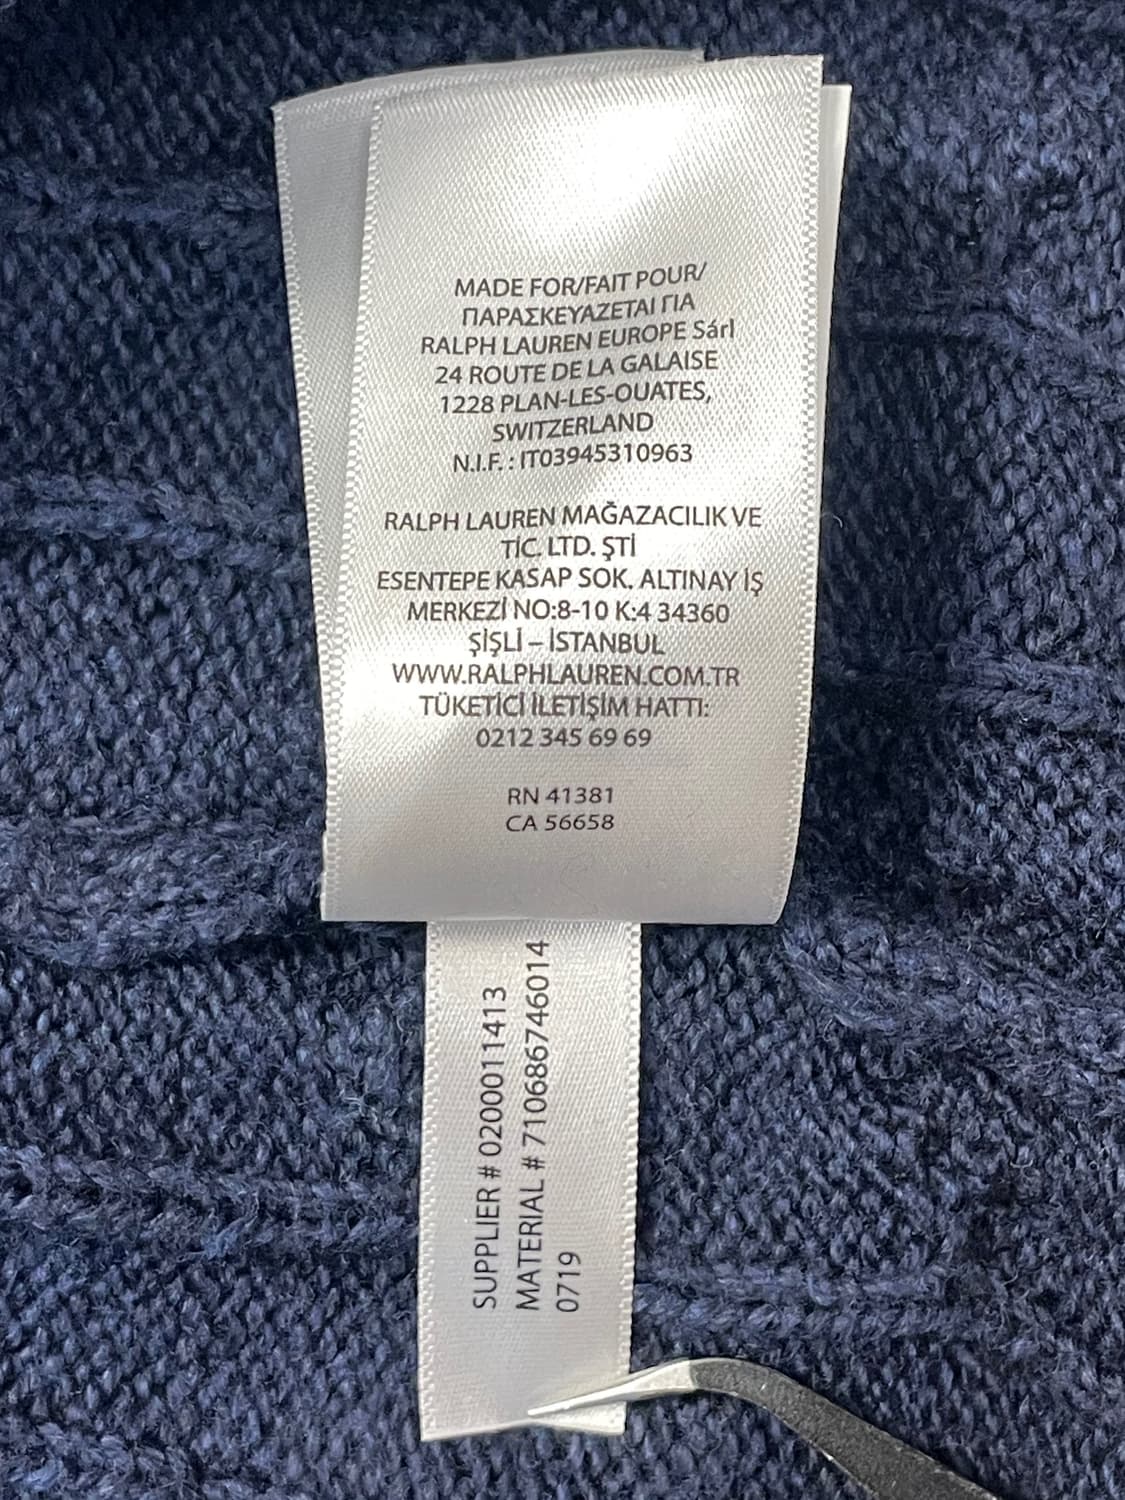 MADE FOR/FAIT POUR/
ΠΑΡΑΣΚΕΥΑΖΕΤΑΙ ΓΙΑ
RALPH LAUREN EUROPE Sárl
24 ROUTE DE LA GALAISE
1228 PLAN-LES-OUATES,
SWITZERLAND
N.I.F. : IT03945310963
RALPH LAUREN MAĞAZACILIK VE
TİC. LTD. ŞTİ
ESENTEPE KASAP SOK. ALTINAY İŞ
MERKEZİ NO:8-10 K:4 34360
ŞİŞLİ – İSTANBUL
WWW.RALPHLAUREN.COM.TR
TÜKETİCİ İLETİŞİM HATTI:
0212 345 69 69
RN 41381
CA 56658
SUPPLIER # 0200011413
MATERIAL # 710686746014
0719